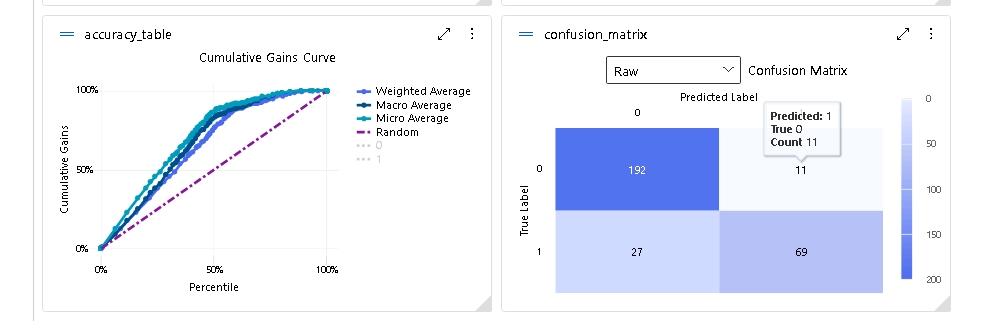 accuracy_table
Cumulative Gains Curve
100%
50%
0%
Cumulative Gains
0%
50%
100%
Percentile
Weighted Average
Macro Average
Micro Average
Random
0
1
confusion_matrix
Raw
Confusion Matrix
Predicted Label
0
Predicted: 1
True 0
Count 11
True Label
0
192
11
1
27
69
0
50
100
150
200